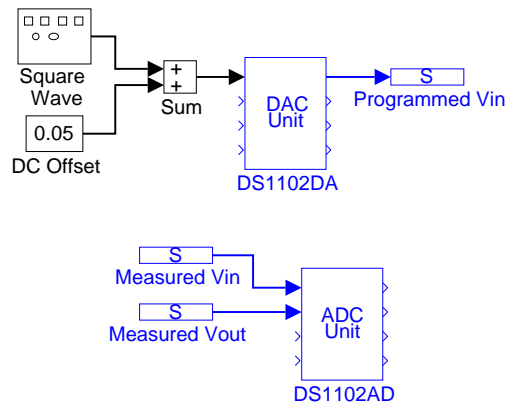 Square
Wave
+
+
Sum
0.05
DC Offset
DAC
Unit
DS1102DA
S
Programmed Vin
S
Measured Vin
S
Measured Vout
ADC
Unit
DS1102AD